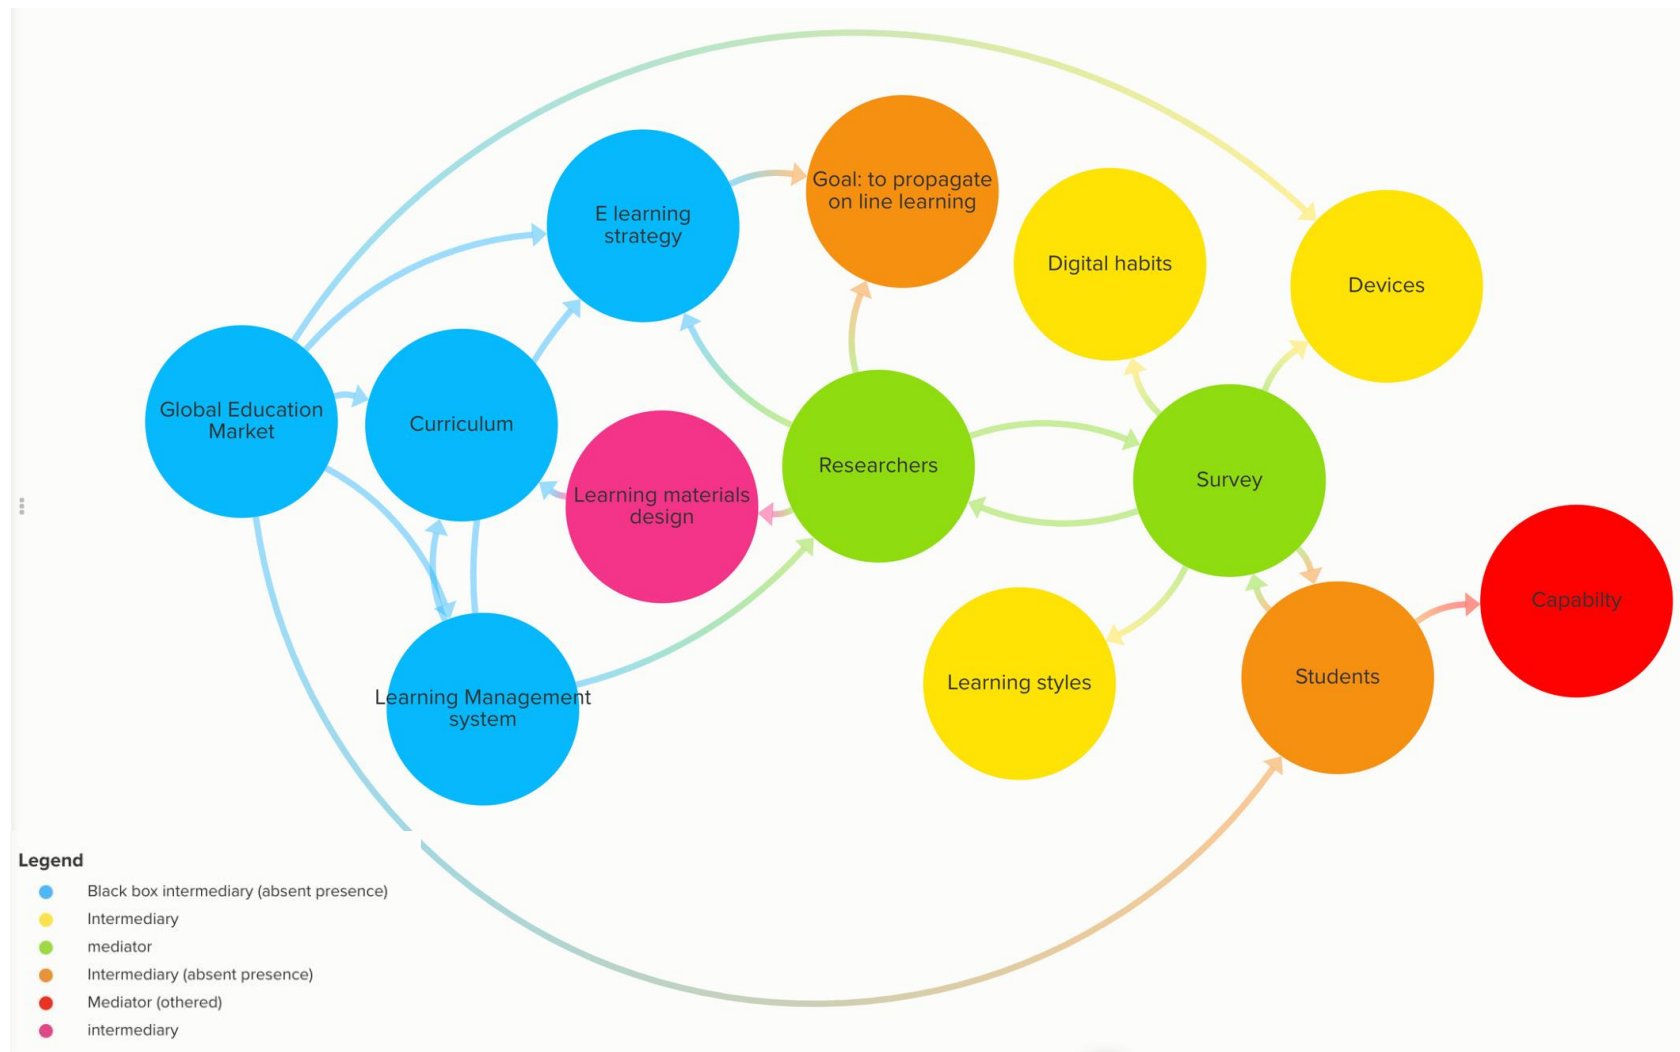 E learning
strategy
Goal: to propagate
on line learning
Digital habits
Devices
Global Education
Market
Curriculum
Learning materials
design
Researchers
Survey
Capabilty
Learning Management
system
Learning styles
Students
Legend
Black box intermediary (absent presence)
Intermediary
mediator
Intermediary (absent presence)
Mediator (othered)
intermediary